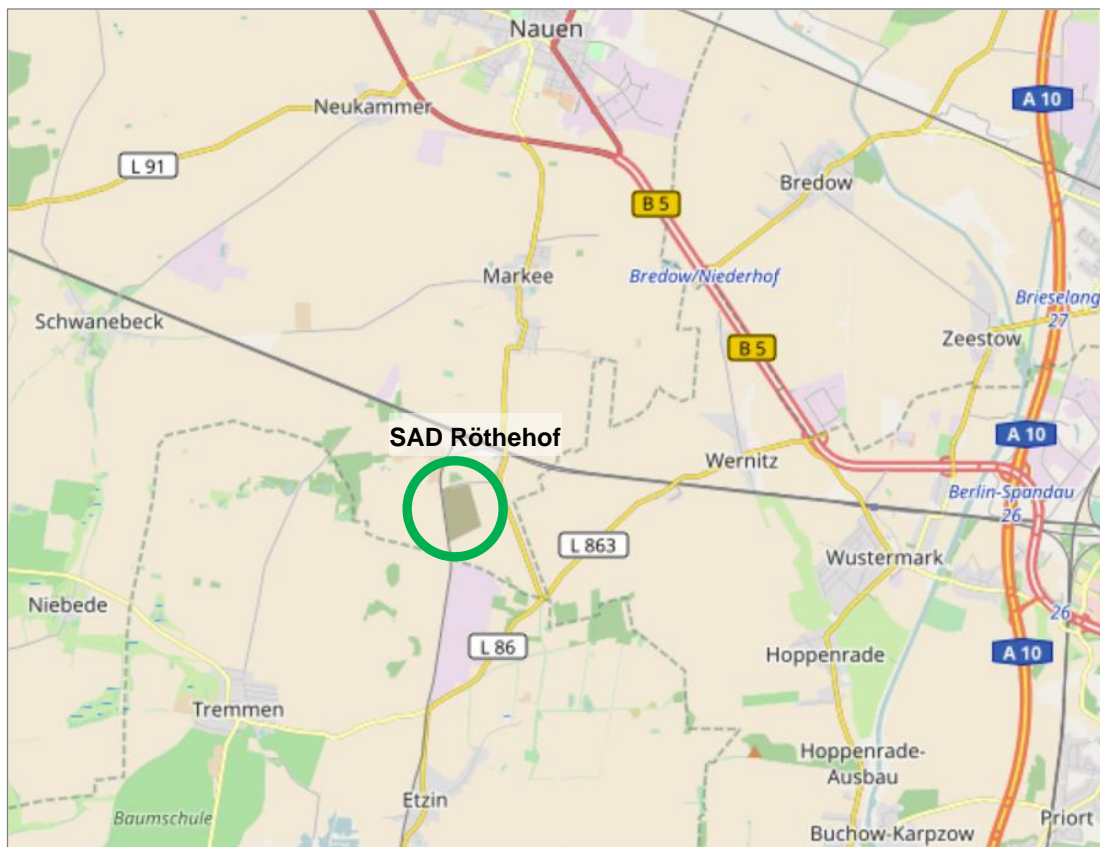 Nauen
A 10
Neukammer
L 91
Bredow
B 5
Markee
Bredow/Niederhof
Brieselang
27
Schwanebeck
Zeestow
B 5
SAD Röthehof
A 10
Wernitz
Berlin-Spandau
26
L 863
Wustermark
Niebede
26
L 86
Hoppenrade
A 10
Tremmen
Hoppenrade-
Ausbau
Etzin
Baumschule
Priort
Buchow-Karpzow